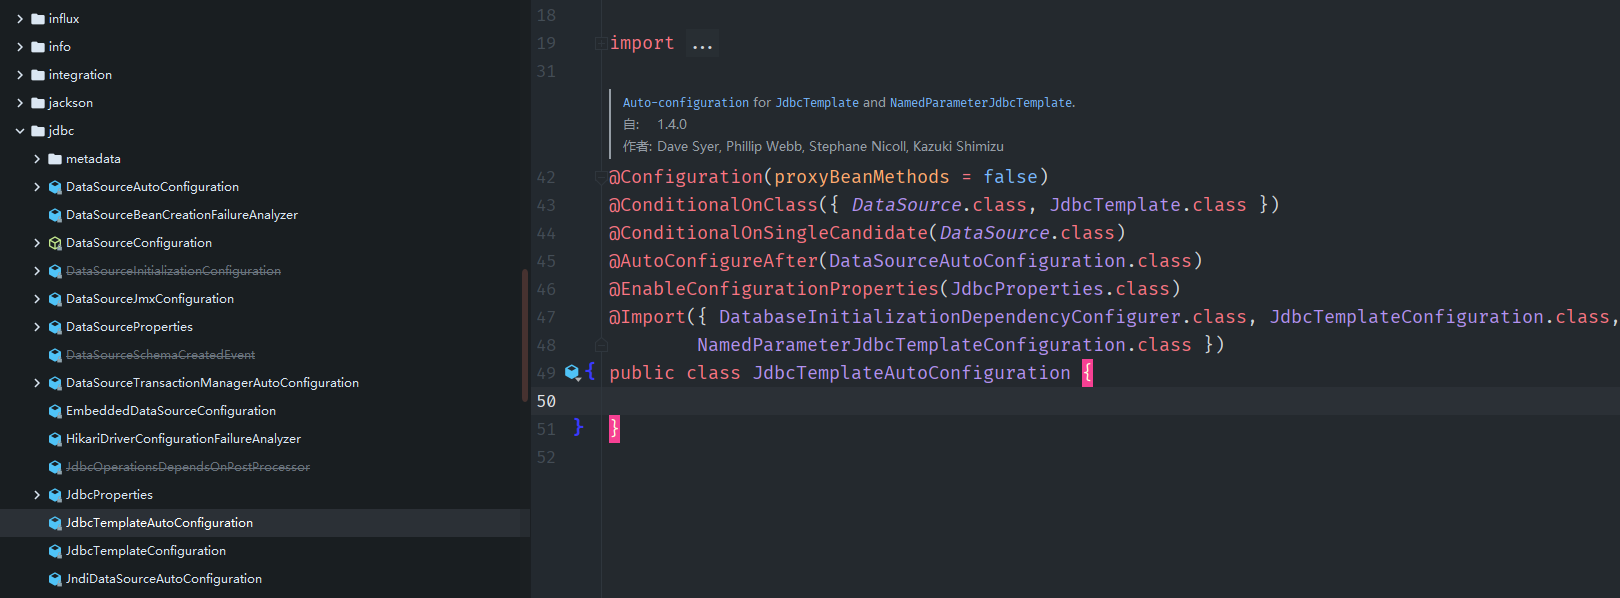 influx
info
integration
jackson
jdbc
metadata
DataSourceAutoConfiguration
DataSourceBeanCreationFailureAnalyzer
DataSourceConfiguration
DataSourceInitializationConfiguration
DataSourceJmxConfiguration
DataSourceProperties
DataSourceSchemaCreatedEvent
DataSourceTransactionManagerAutoConfiguration
EmbeddedDataSourceConfiguration
HikariDriverConfigurationFailureAnalyzer
JdbcOperationsDependsOnPostProcessor
JdbcProperties
JdbcTemplateAutoConfiguration
JdbcTemplateConfiguration
JndiDataSourceAutoConfiguration
18
19 import ...
31
Auto-configuration for JdbcTemplate and NamedParameterJdbcTemplate.
自: 1.4.0
作者: Dave Syer, Phillip Webb, Stephane Nicoll, Kazuki Shimizu
42 @Configuration(proxyBeanMethods = false)
43 @ConditionalOnClass({ DataSource.class, JdbcTemplate.class })
44 @ConditionalOnSingleCandidate(DataSource.class)
45 @AutoConfigureAfter(DataSourceAutoConfiguration.class)
46 @EnableConfigurationProperties(JdbcProperties.class)
47 @Import({ DatabaseInitializationDependencyConfigurer.class, JdbcTemplateConfiguration.class,
48 NamedParameterJdbcTemplateConfiguration.class })
49 { public class JdbcTemplateAutoConfiguration {
50
51 } }
52